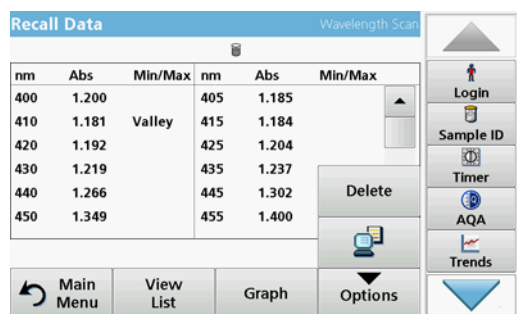 Recall Data Wavelength Scan
nm Abs Min/Max nm Abs Min/Max
400 1.200 405 1.185
410 1.181 Valley 415 1.184
420 1.192 425 1.204
430 1.219 435 1.237
440 1.266 445 1.302
450 1.349 455 1.400
Delete
Main Menu
View List
Graph
Options
Login
Sample ID
Timer
AQA
Trends